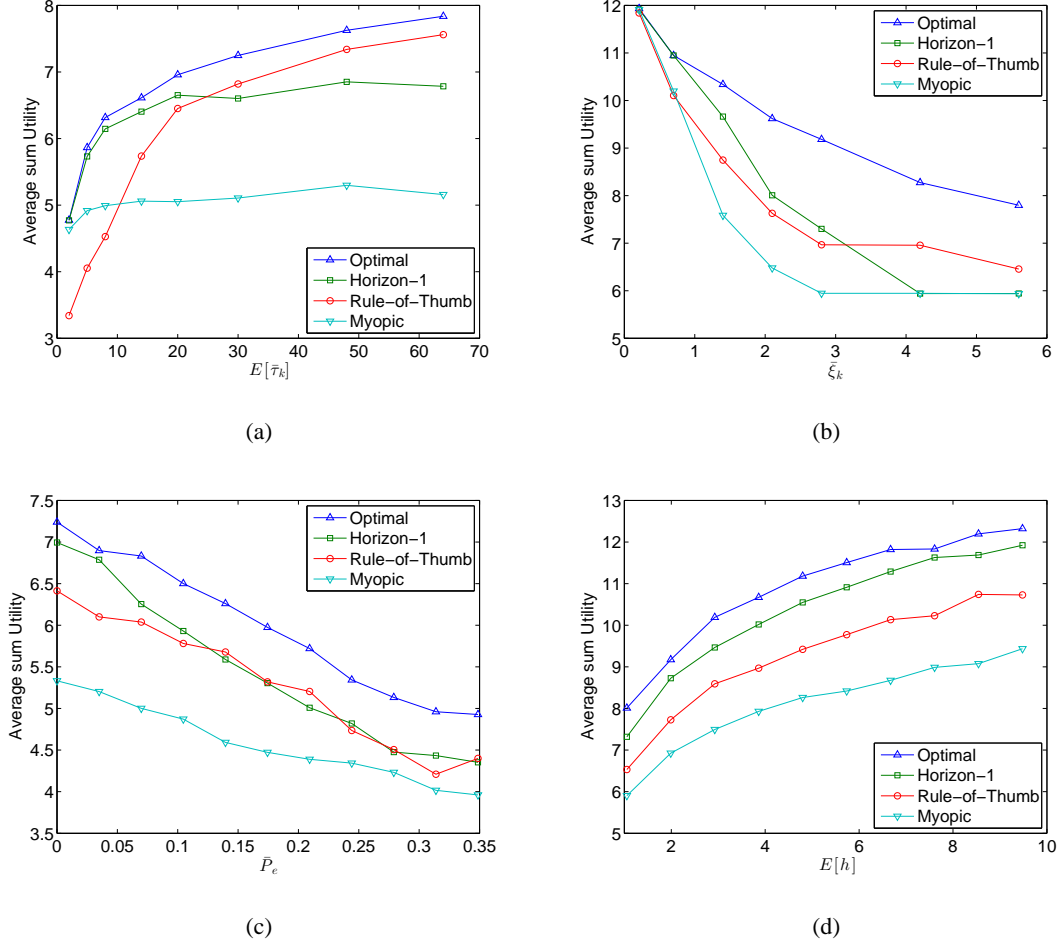 8
7
6
5
4
3
0 10 20 30 40 50 60 70
Average sum Utility
E[τ̄ₖ]
Optimal
Horizon−1
Rule−of−Thumb
Myopic
(a)
12
11
10
9
8
7
6
5
0 1 2 3 4 5 6
Average sum Utility
ξ̄ₖ
Optimal
Horizon−1
Rule−of−Thumb
Myopic
(b)
7.5
7
6.5
6
5.5
5
4.5
4
3.5
0 0.05 0.1 0.15 0.2 0.25 0.3 0.35
Average sum Utility
P̄ₑ
Optimal
Horizon−1
Rule−of−Thumb
Myopic
(c)
13
12
11
10
9
8
7
6
5
2 4 6 8 10
Average sum Utility
E[h]
Optimal
Horizon−1
Rule−of−Thumb
Myopic
(d)